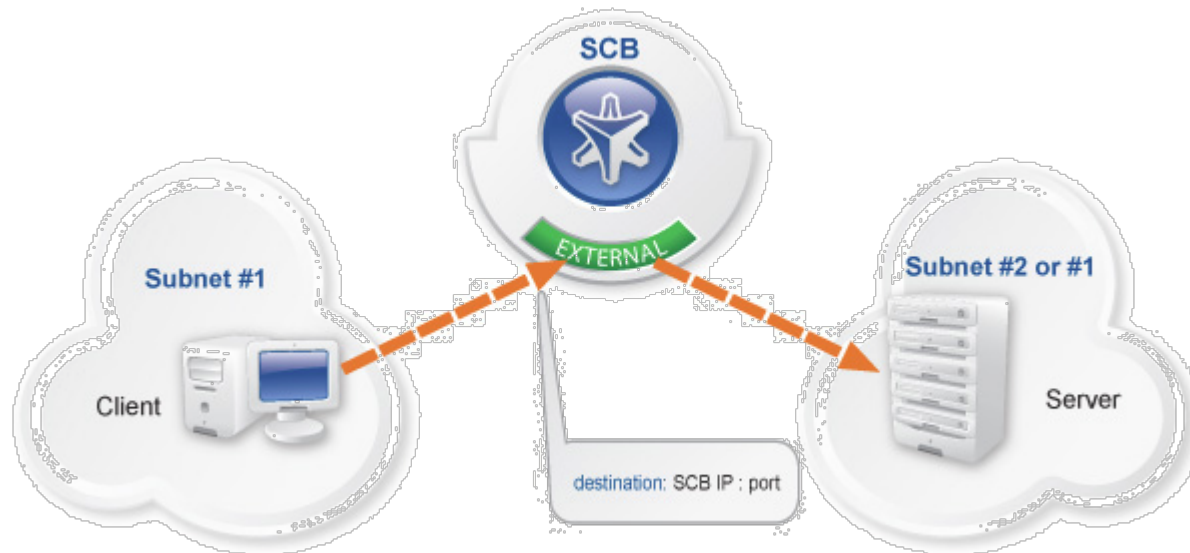 SCB
EXTERNAL
Subnet #1
Subnet #2 or #1
Client
Server
destination: SCB IP : port